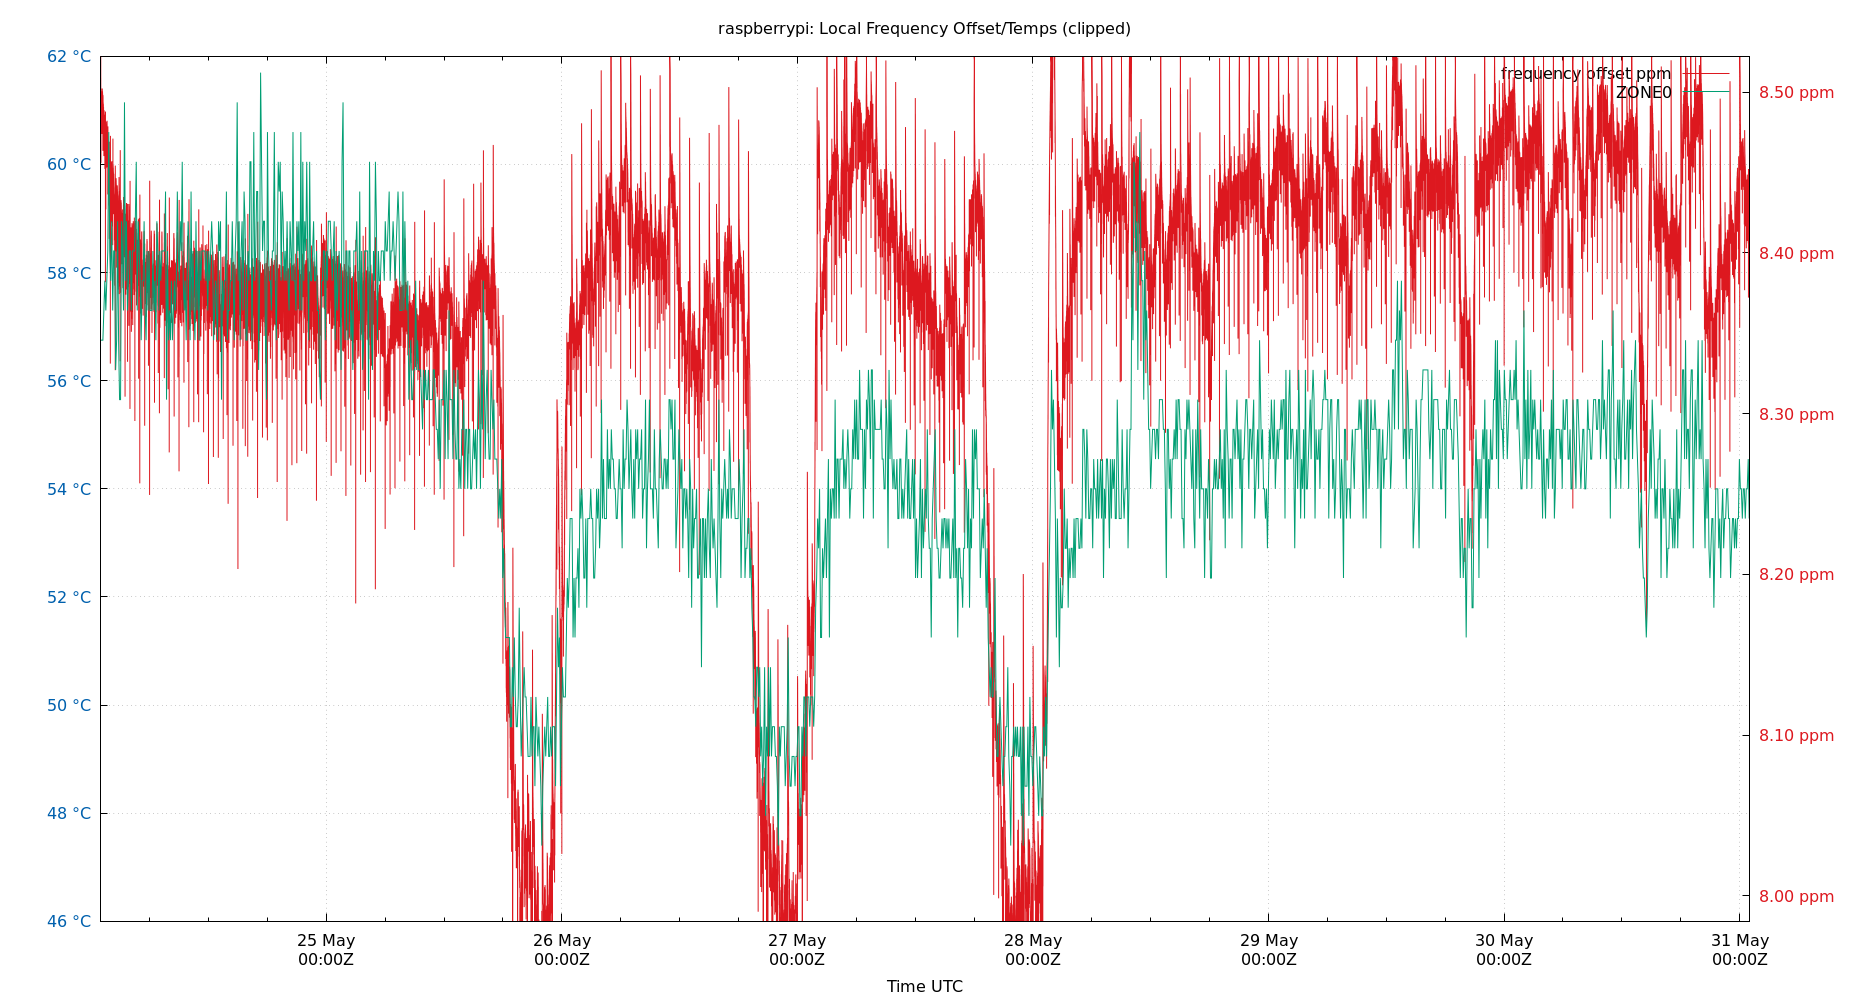 raspberrypi: Local Frequency Offset/Temps (clipped)
62 °C
60 °C
58 °C
56 °C
54 °C
52 °C
50 °C
48 °C
46 °C
frequency offset ppm
ZONE0
8.50 ppm
8.40 ppm
8.30 ppm
8.20 ppm
8.10 ppm
8.00 ppm
25 May
00:00Z
26 May
00:00Z
27 May
00:00Z
28 May
00:00Z
29 May
00:00Z
30 May
00:00Z
31 May
00:00Z
Time UTC